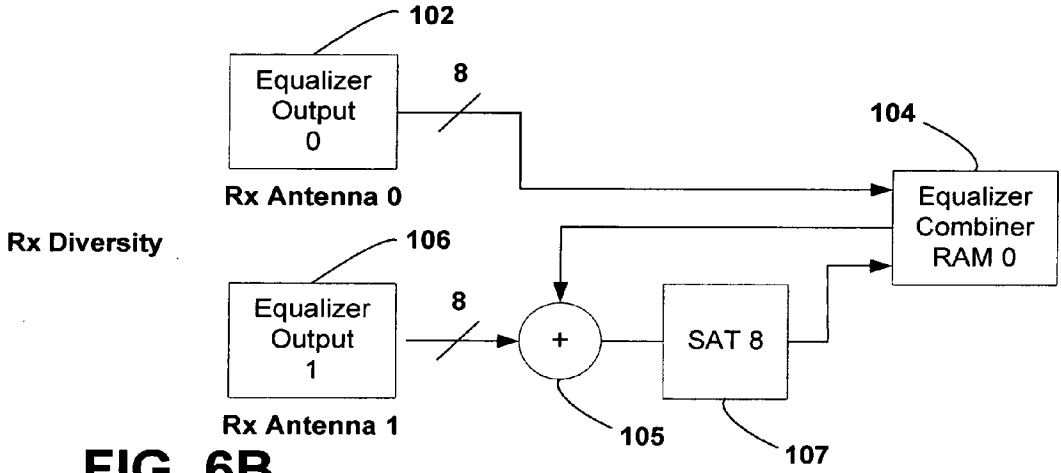 102
Equalizer
Output
0
8
Rx Antenna 0
104
Equalizer
Combiner
RAM 0
Rx Diversity
106
Equalizer
Output
1
8
+
SAT 8
Rx Antenna 1
105
107
FIG. 6B